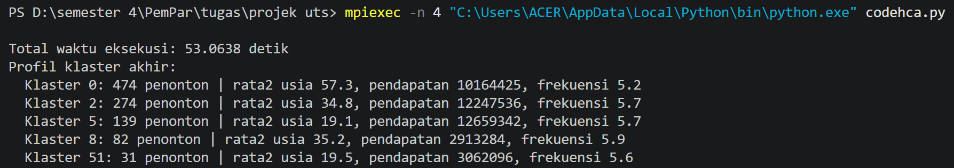 PS D:\semester 4\PemPar\tugas\projek uts> mpiexec -n 4 "C:\Users\ACER\AppData\Local\Python\bin\python.exe" codehca.py
Total waktu eksekusi: 53.0638 detik
Profil klaster akhir:
  Klaster 0: 474 penonton | rata2 usia 57.3, pendapatan 10164425, frekuensi 5.2
  Klaster 2: 274 penonton | rata2 usia 34.8, pendapatan 12247536, frekuensi 5.7
  Klaster 5: 139 penonton | rata2 usia 19.1, pendapatan 12659342, frekuensi 5.7
  Klaster 8: 82 penonton | rata2 usia 35.2, pendapatan 2913284, frekuensi 5.9
  Klaster 51: 31 penonton | rata2 usia 19.5, pendapatan 3062096, frekuensi 5.6